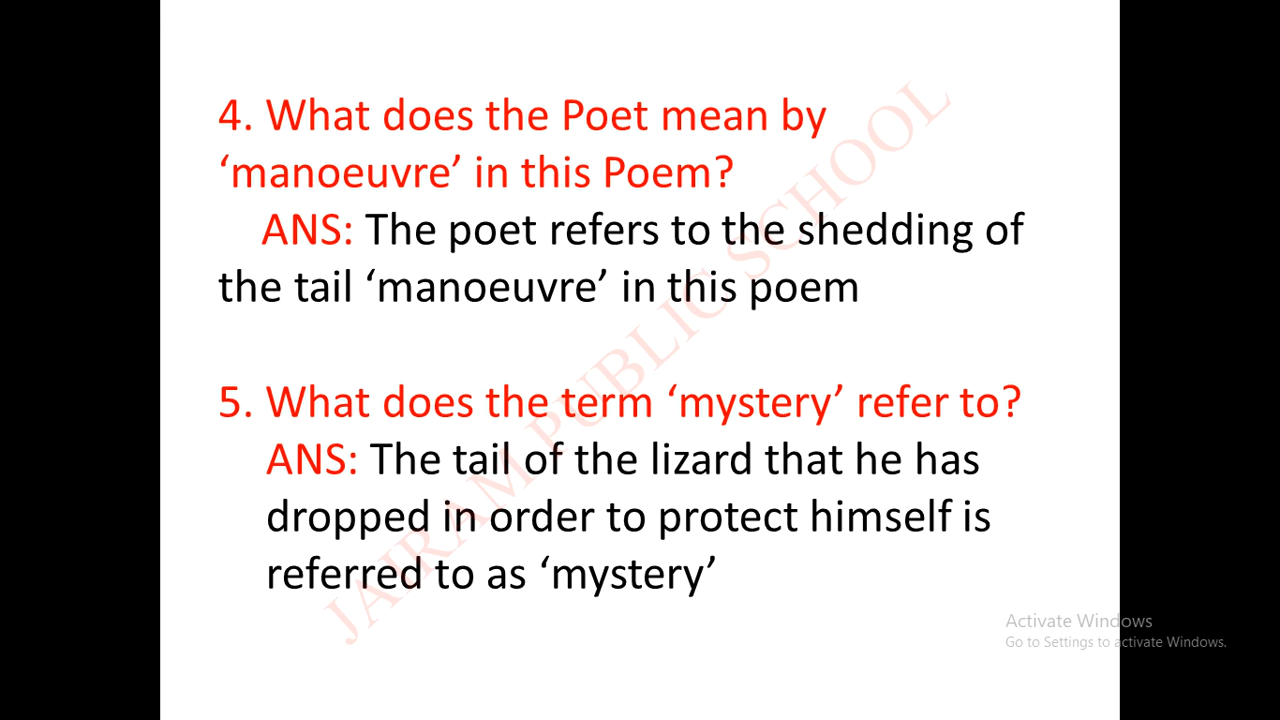 4. What does the Poet mean by
‘manoeuvre’ in this Poem?
ANS: The poet refers to the shedding of
the tail ‘manoeuvre’ in this poem
5. What does the term ‘mystery’ refer to?
ANS: The tail of the lizard that he has
dropped in order to protect himself is
referred to as ‘mystery’
JAIRAM PUBLIC SCHOOL
Activate Windows
Go to Settings to activate Windows.